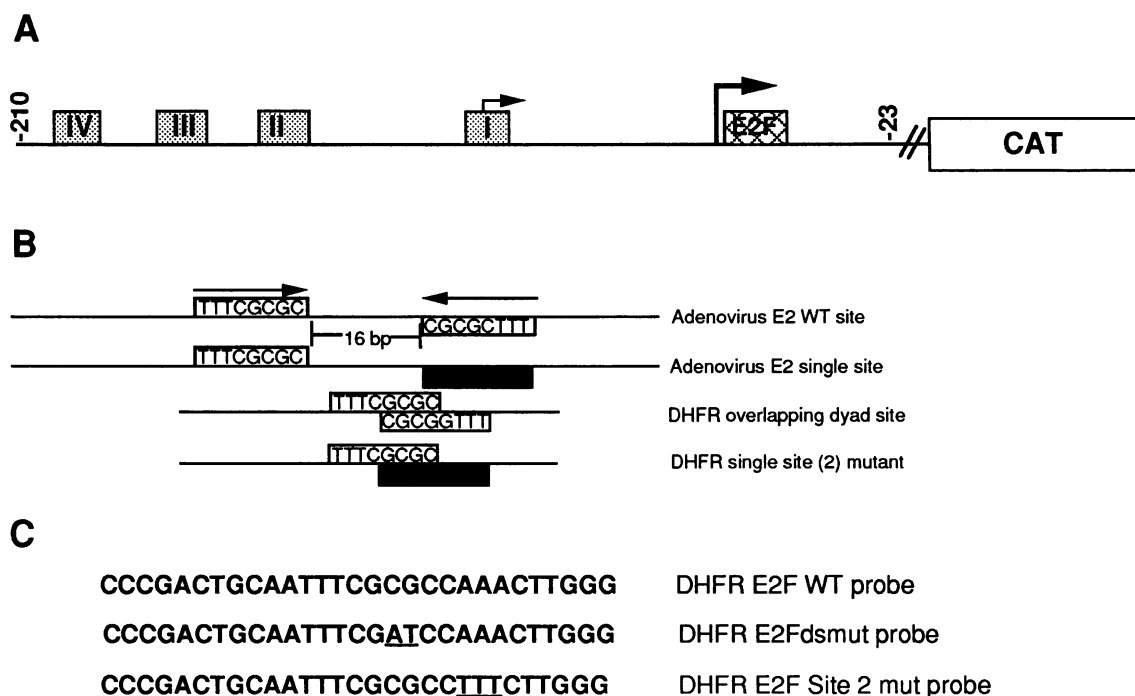 A
-210
IV
III
II
I
E2F
-23
CAT
B
TTTCGCGC
CGCGCTTT
16 bp
Adenovirus E2 WT site
TTTCGCGC
Adenovirus E2 single site
TTTCGCGC
CGCGGTTT
DHFR overlapping dyad site
TTTCGCGC
DHFR single site (2) mutant
C
CCCGACTGCAATTTCGCGCCAAACTTGGG DHFR E2F WT probe
CCCGACTGCAATTTCGATCCAAACTTGGG DHFR E2Fdsmut probe
CCCGACTGCAATTTCGCGCCTTTCTTGGG DHFR E2F Site 2 mut probe